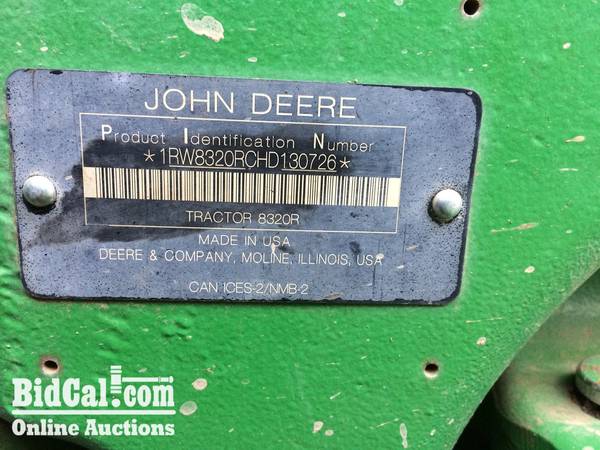 JOHN DEERE
Product Identification Number
*1RW8320RCHD130726*
TRACTOR 8320R
MADE IN USA
DEERE & COMPANY, MOLINE, ILLINOIS, USA
CAN ICES-2/NMB-2
BidCal.com
Online Auctions